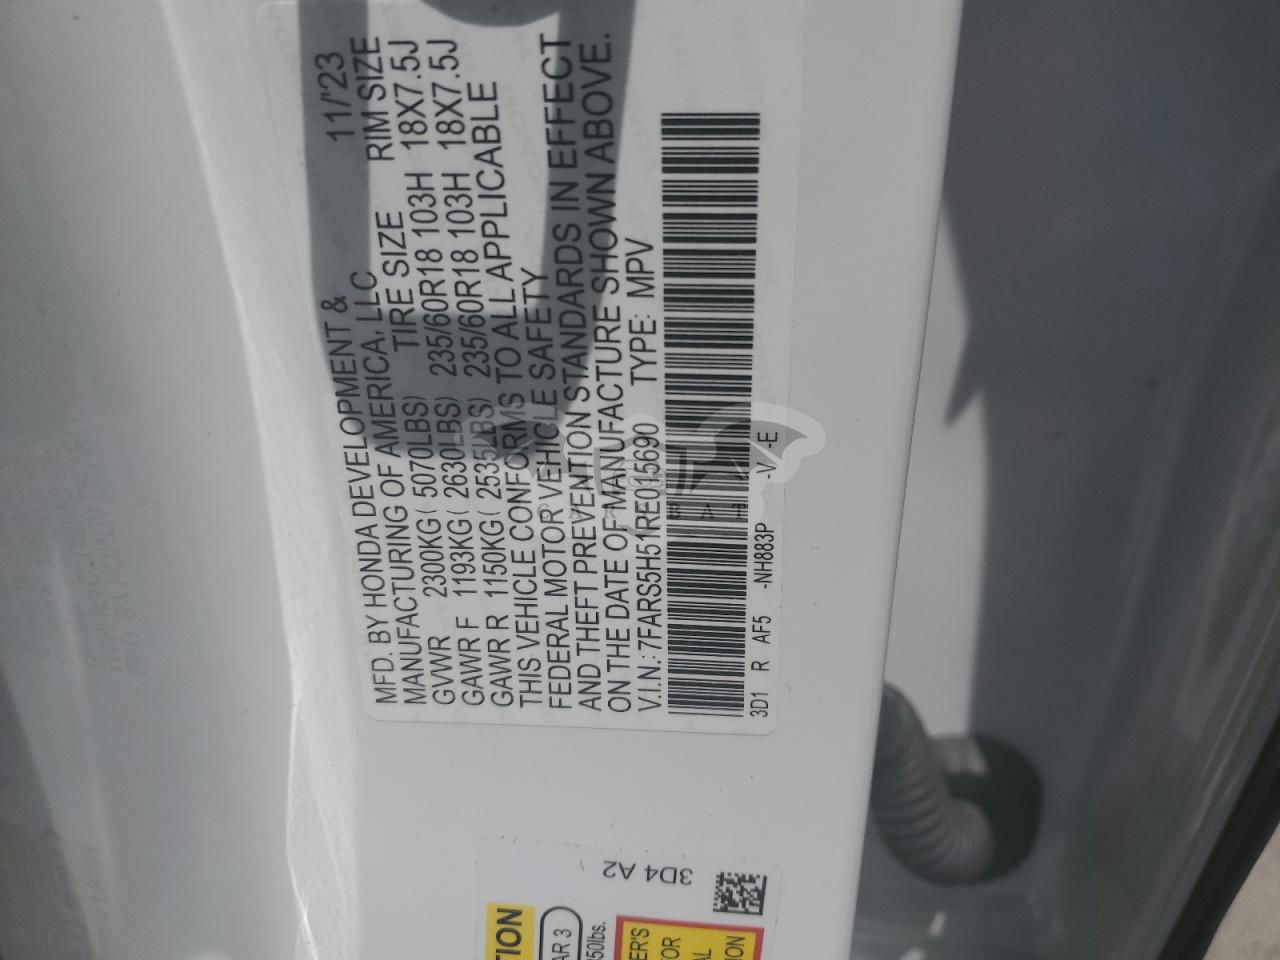 MFD. BY HONDA DEVELOPMENT & 11/'23
MANUFACTURING OF AMERICA, LLC
TIRE SIZE RIM SIZE
GVWR 2300KG( 5070LBS)
GAWR F 1193KG( 2630LBS) 235/60R18 103H 18X7.5J
GAWR R 1150KG( 2535LBS) 235/60R18 103H 18X7.5J
THIS VEHICLE CONFORMS TO ALL APPLICABLE
FEDERAL MOTOR VEHICLE SAFETY
AND THEFT PREVENTION STANDARDS IN EFFECT
ON THE DATE OF MANUFACTURE SHOWN ABOVE.
V.I.N.: 7FARS5H51RE015690 TYPE: MPV
3D1 R AF5 -NH883P -V -E
3D4 A2